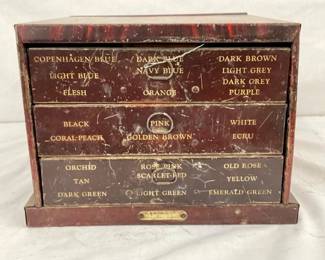 COPENHAGEN BLUE DARK BLUE DARK BROWN
NAVY BLUE
LIGHT BLUE LIGHT GREY
DARK GREY
FLESH ORANGE PURPLE
BLACK PINK WHITE
CORAL-PEACH GOLDEN BROWN ECRU
ORCHID ROSE PINK OLD ROSE
SCARLET-RED
TAN YELLOW
DARK GREEN LIGHT GREEN EMERALD GREEN